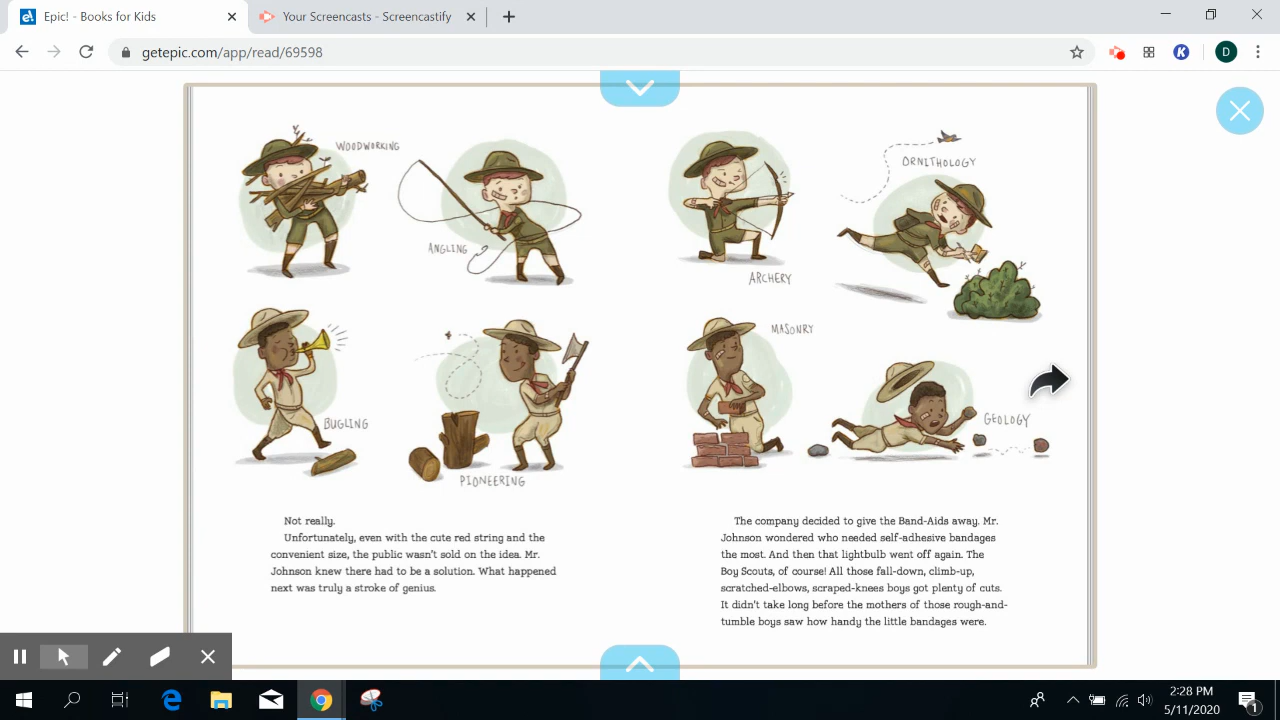 Epic! - Books for Kids
Your Screencasts - Screencastify
getepic.com/app/read/69598
D
WOODWORKING
ANGLING
BUGLING
PIONEERING
Not really.
Unfortunately, even with the cute red string and the
convenient size, the public wasn't sold on the idea. Mr.
Johnson knew there had to be a solution. What happened
next was truly a stroke of genius.
ARCHERY
ORNITHOLOGY
MASONRY
GEOLOGY
The company decided to give the Band-Aids away. Mr.
Johnson wondered who needed self-adhesive bandages
the most. And then that lightbulb went off again. The
Boy Scouts, of course! All those fall-down, climb-up,
scratched-elbows, scraped-knees boys got plenty of cuts.
It didn't take long before the mothers of those rough-and-
tumble boys saw how handy the little bandages were.
2:28 PM
5/11/2020
1